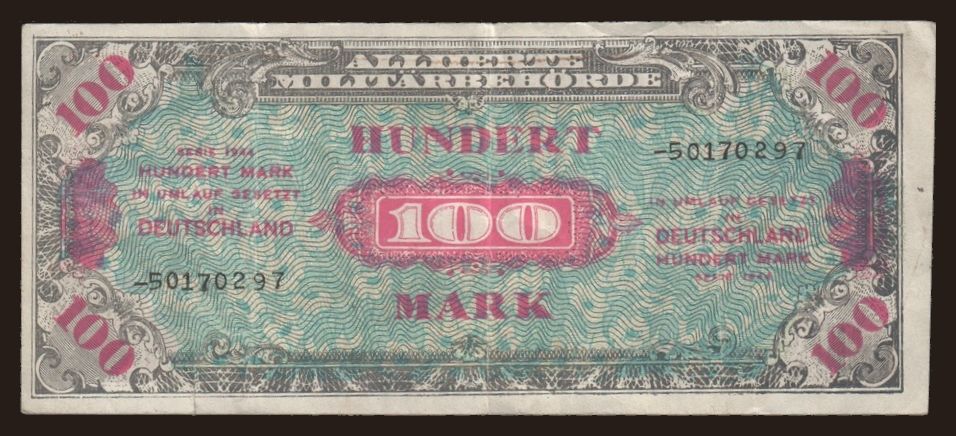 100
ALLIIERTE
MILITÄRBEHÖRDE
100
HUNDERT
-50170297
SERIE 1944
HUNDERT MARK
IN UMLAUF GESETZT
IN
DEUTSCHLAND
100
IN UMLAUF GESETZT
IN
DEUTSCHLAND
HUNDERT MARK
SERIE 1944
-50170297
MARK
100
100